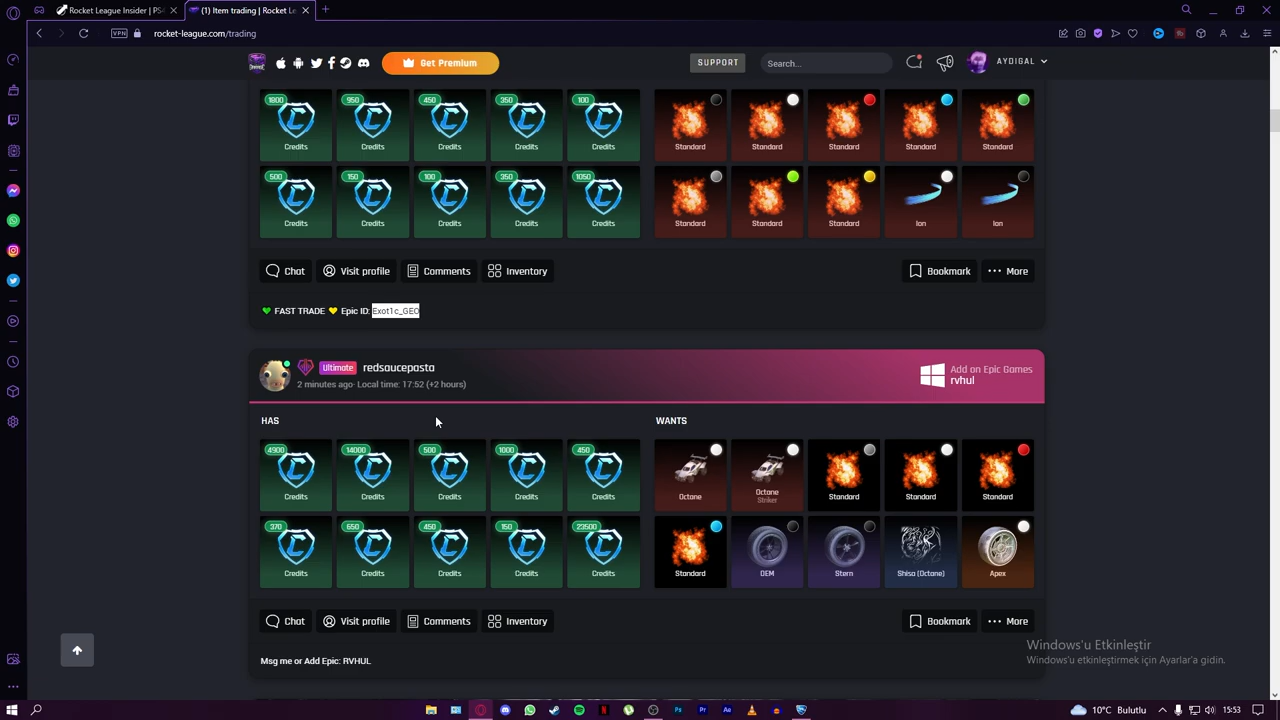 Rocket League Insider | PS4
(1) Item trading | Rocket Le
VPN
rocket-league.com/trading
Get Premium
SUPPORT
Search...
AYDIGAL
1800
950
450
350
100
Credits
Credits
Credits
Credits
Credits
Standard
Standard
Standard
Standard
Standard
500
150
100
350
1050
Credits
Credits
Credits
Credits
Credits
Standard
Standard
Standard
Ion
Ion
Chat
Visit profile
Comments
Inventory
Bookmark
More
FAST TRADE Epic ID: Exot1c_GEO
Ultimate redsaucepasta
2 minutes ago· Local time: 17:52 (+2 hours)
Add on Epic Games
rvhul
HAS
WANTS
4900
14000
500
1000
450
Credits
Credits
Credits
Credits
Credits
Octane
Octane
Striker
Standard
Standard
Standard
370
650
450
150
23500
Credits
Credits
Credits
Credits
Credits
Standard
OEM
Stern
Shisa (Octane)
Apex
Chat
Visit profile
Comments
Inventory
Bookmark
More
Msg me or Add Epic: RVHUL
Windows'u Etkinleştir
Windows'u etkinleştirmek için Ayarlar'a gidin.
10°C Bulutlu
15:53